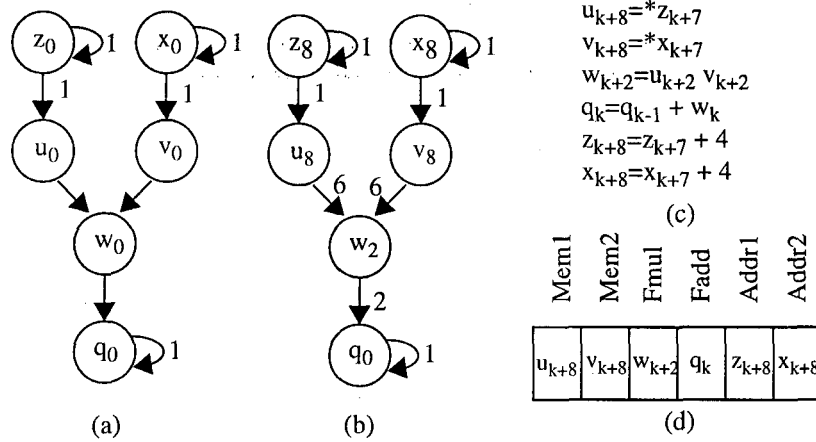 z0 1 x0 1
1 1
u0 v0
w0
q0 1
(a)
z8 1 x8 1
1 1
u8 v8
6 6
w2
2
q0 1
(b)
uk+8=*zk+7
vk+8=*xk+7
wk+2=uk+2 vk+2
qk=qk-1 + wk
zk+8=zk+7 + 4
xk+8=xk+7 + 4
(c)
Mem1 Mem2 Fmul Fadd Addr1 Addr2
uk+8 vk+8 wk+2 qk zk+8 xk+8
(d)